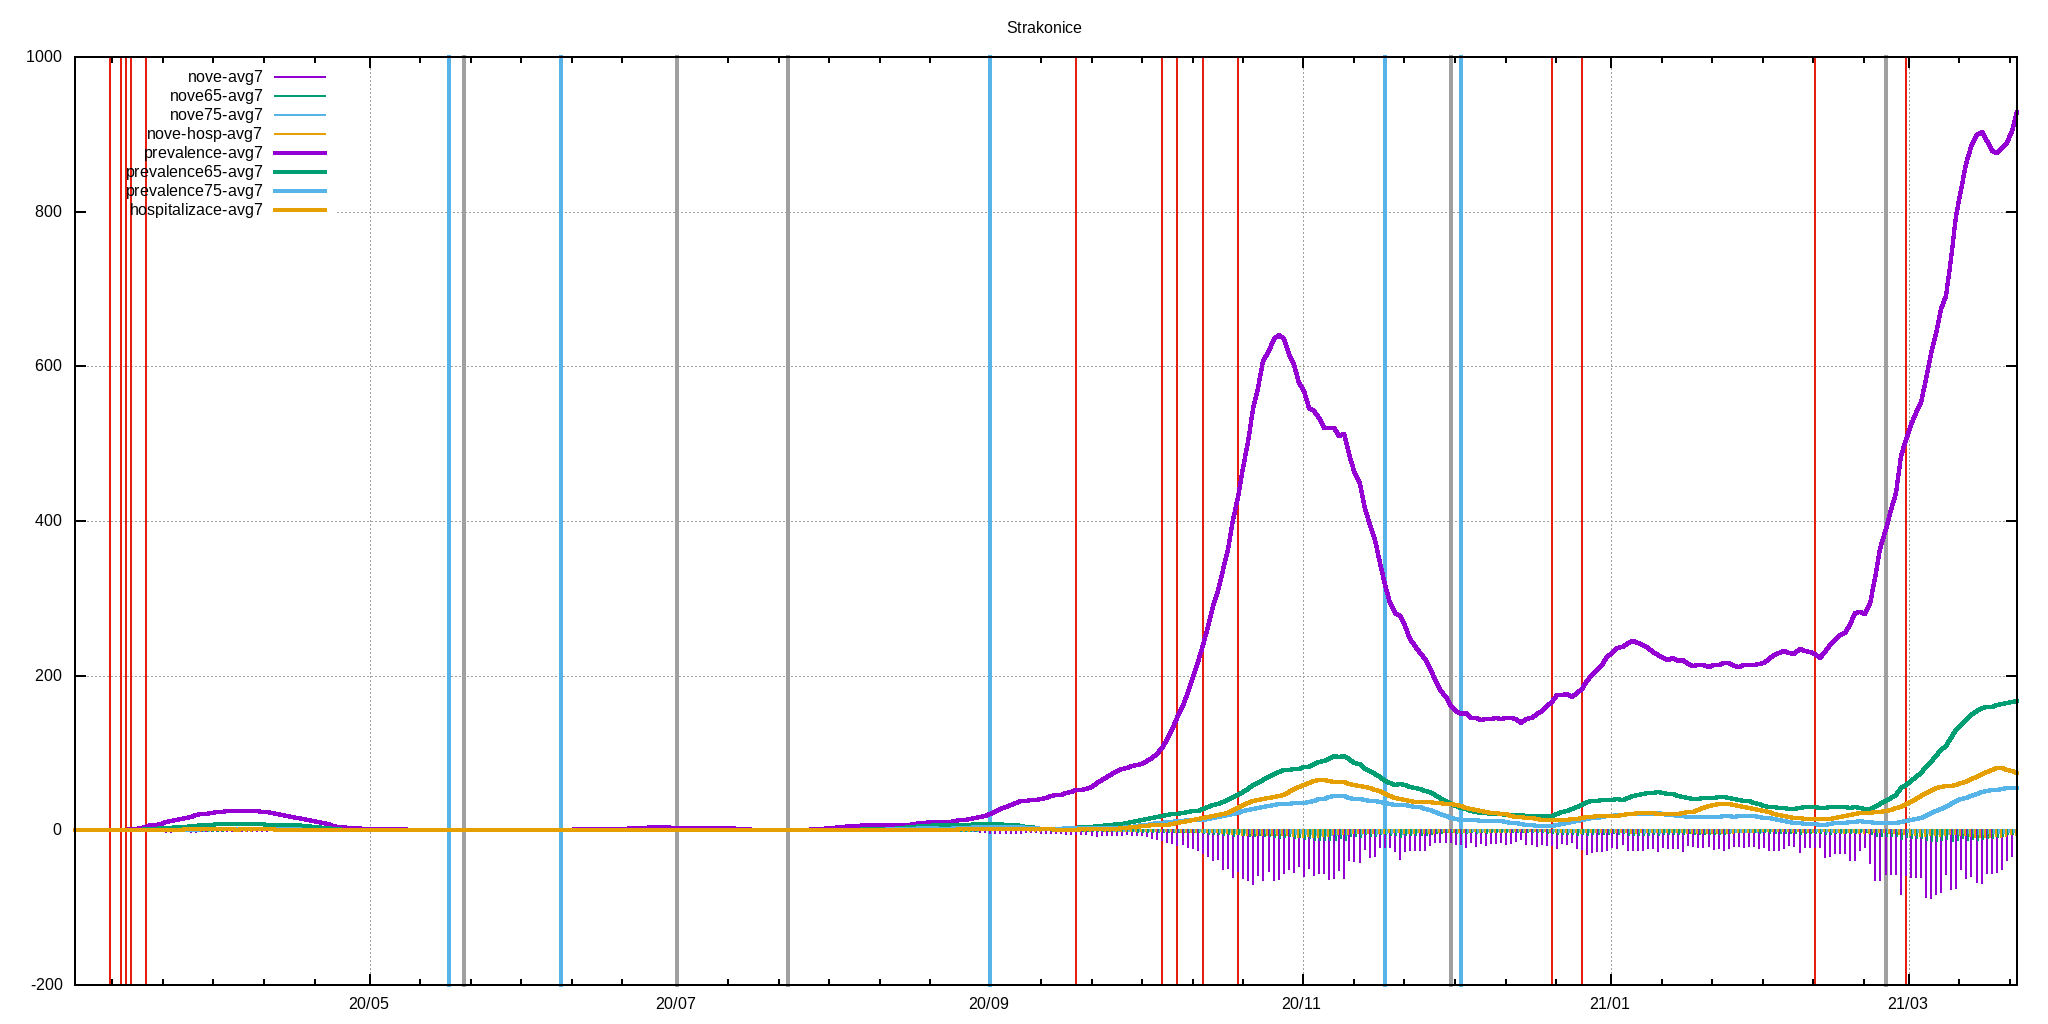 Strakonice
1000
800
600
400
200
0
-200
nove-avg7
nove65-avg7
nove75-avg7
nove-hosp-avg7
prevalence-avg7
prevalence65-avg7
prevalence75-avg7
hospitalizace-avg7
20/05 20/07 20/09 20/11 21/01 21/03